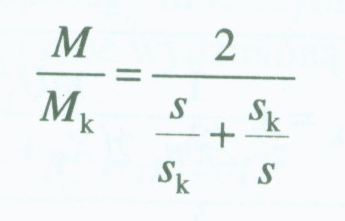 M/M_k = 2/(s/s_k + s_k/s)